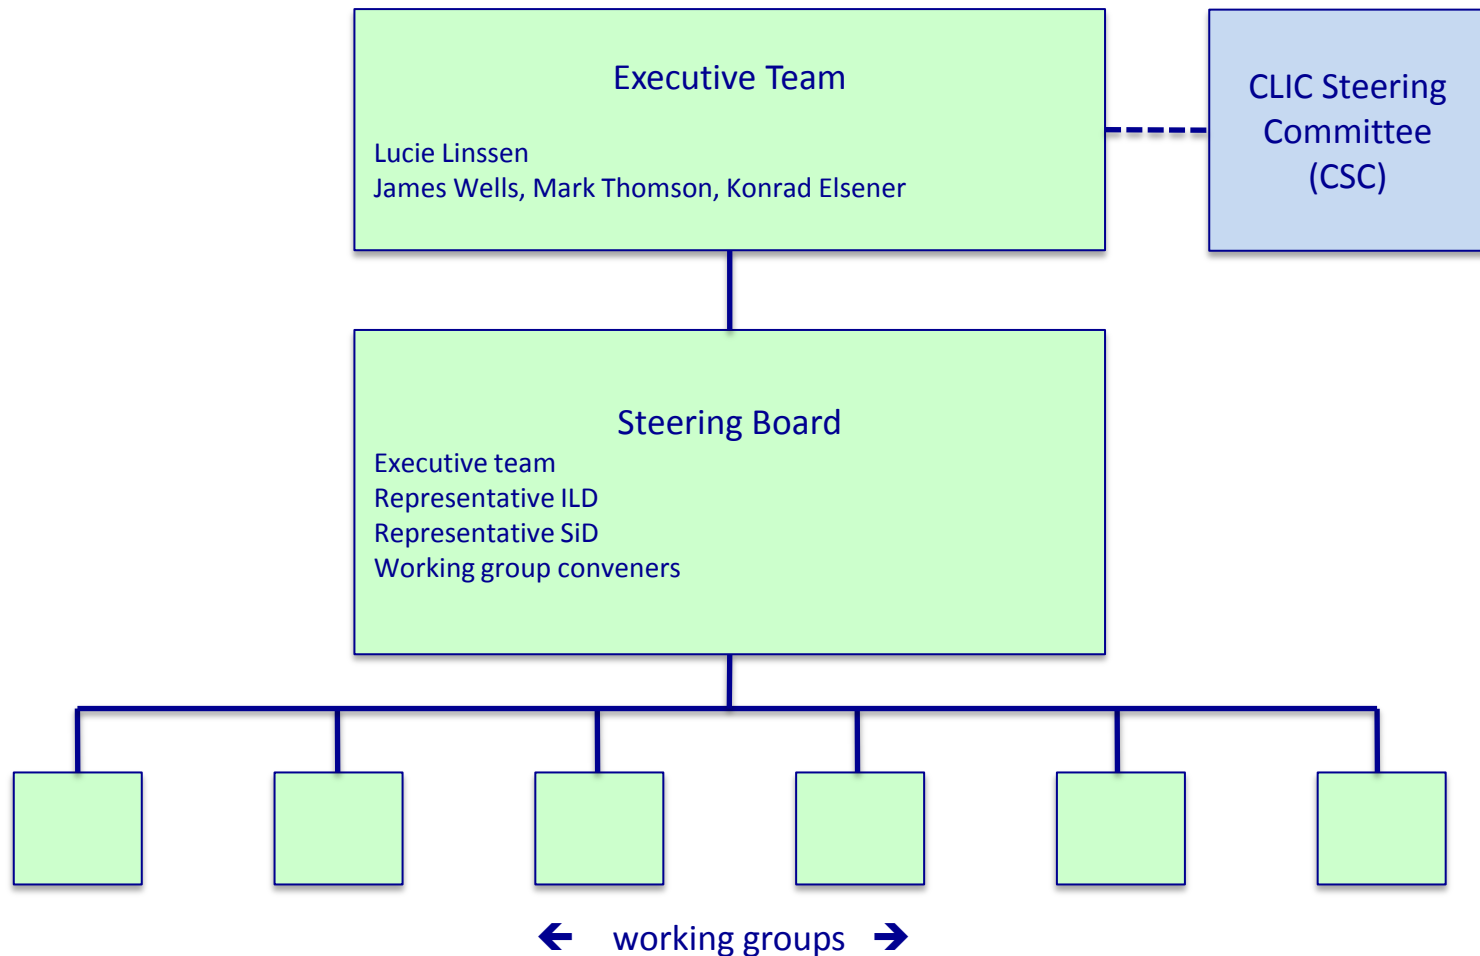 Executive Team
Lucie Linssen
James Wells, Mark Thomson, Konrad Elsener
CLIC Steering
Committee
(CSC)
Steering Board
Executive team
Representative ILD
Representative SiD
Working group conveners
🡸 working groups 🡺